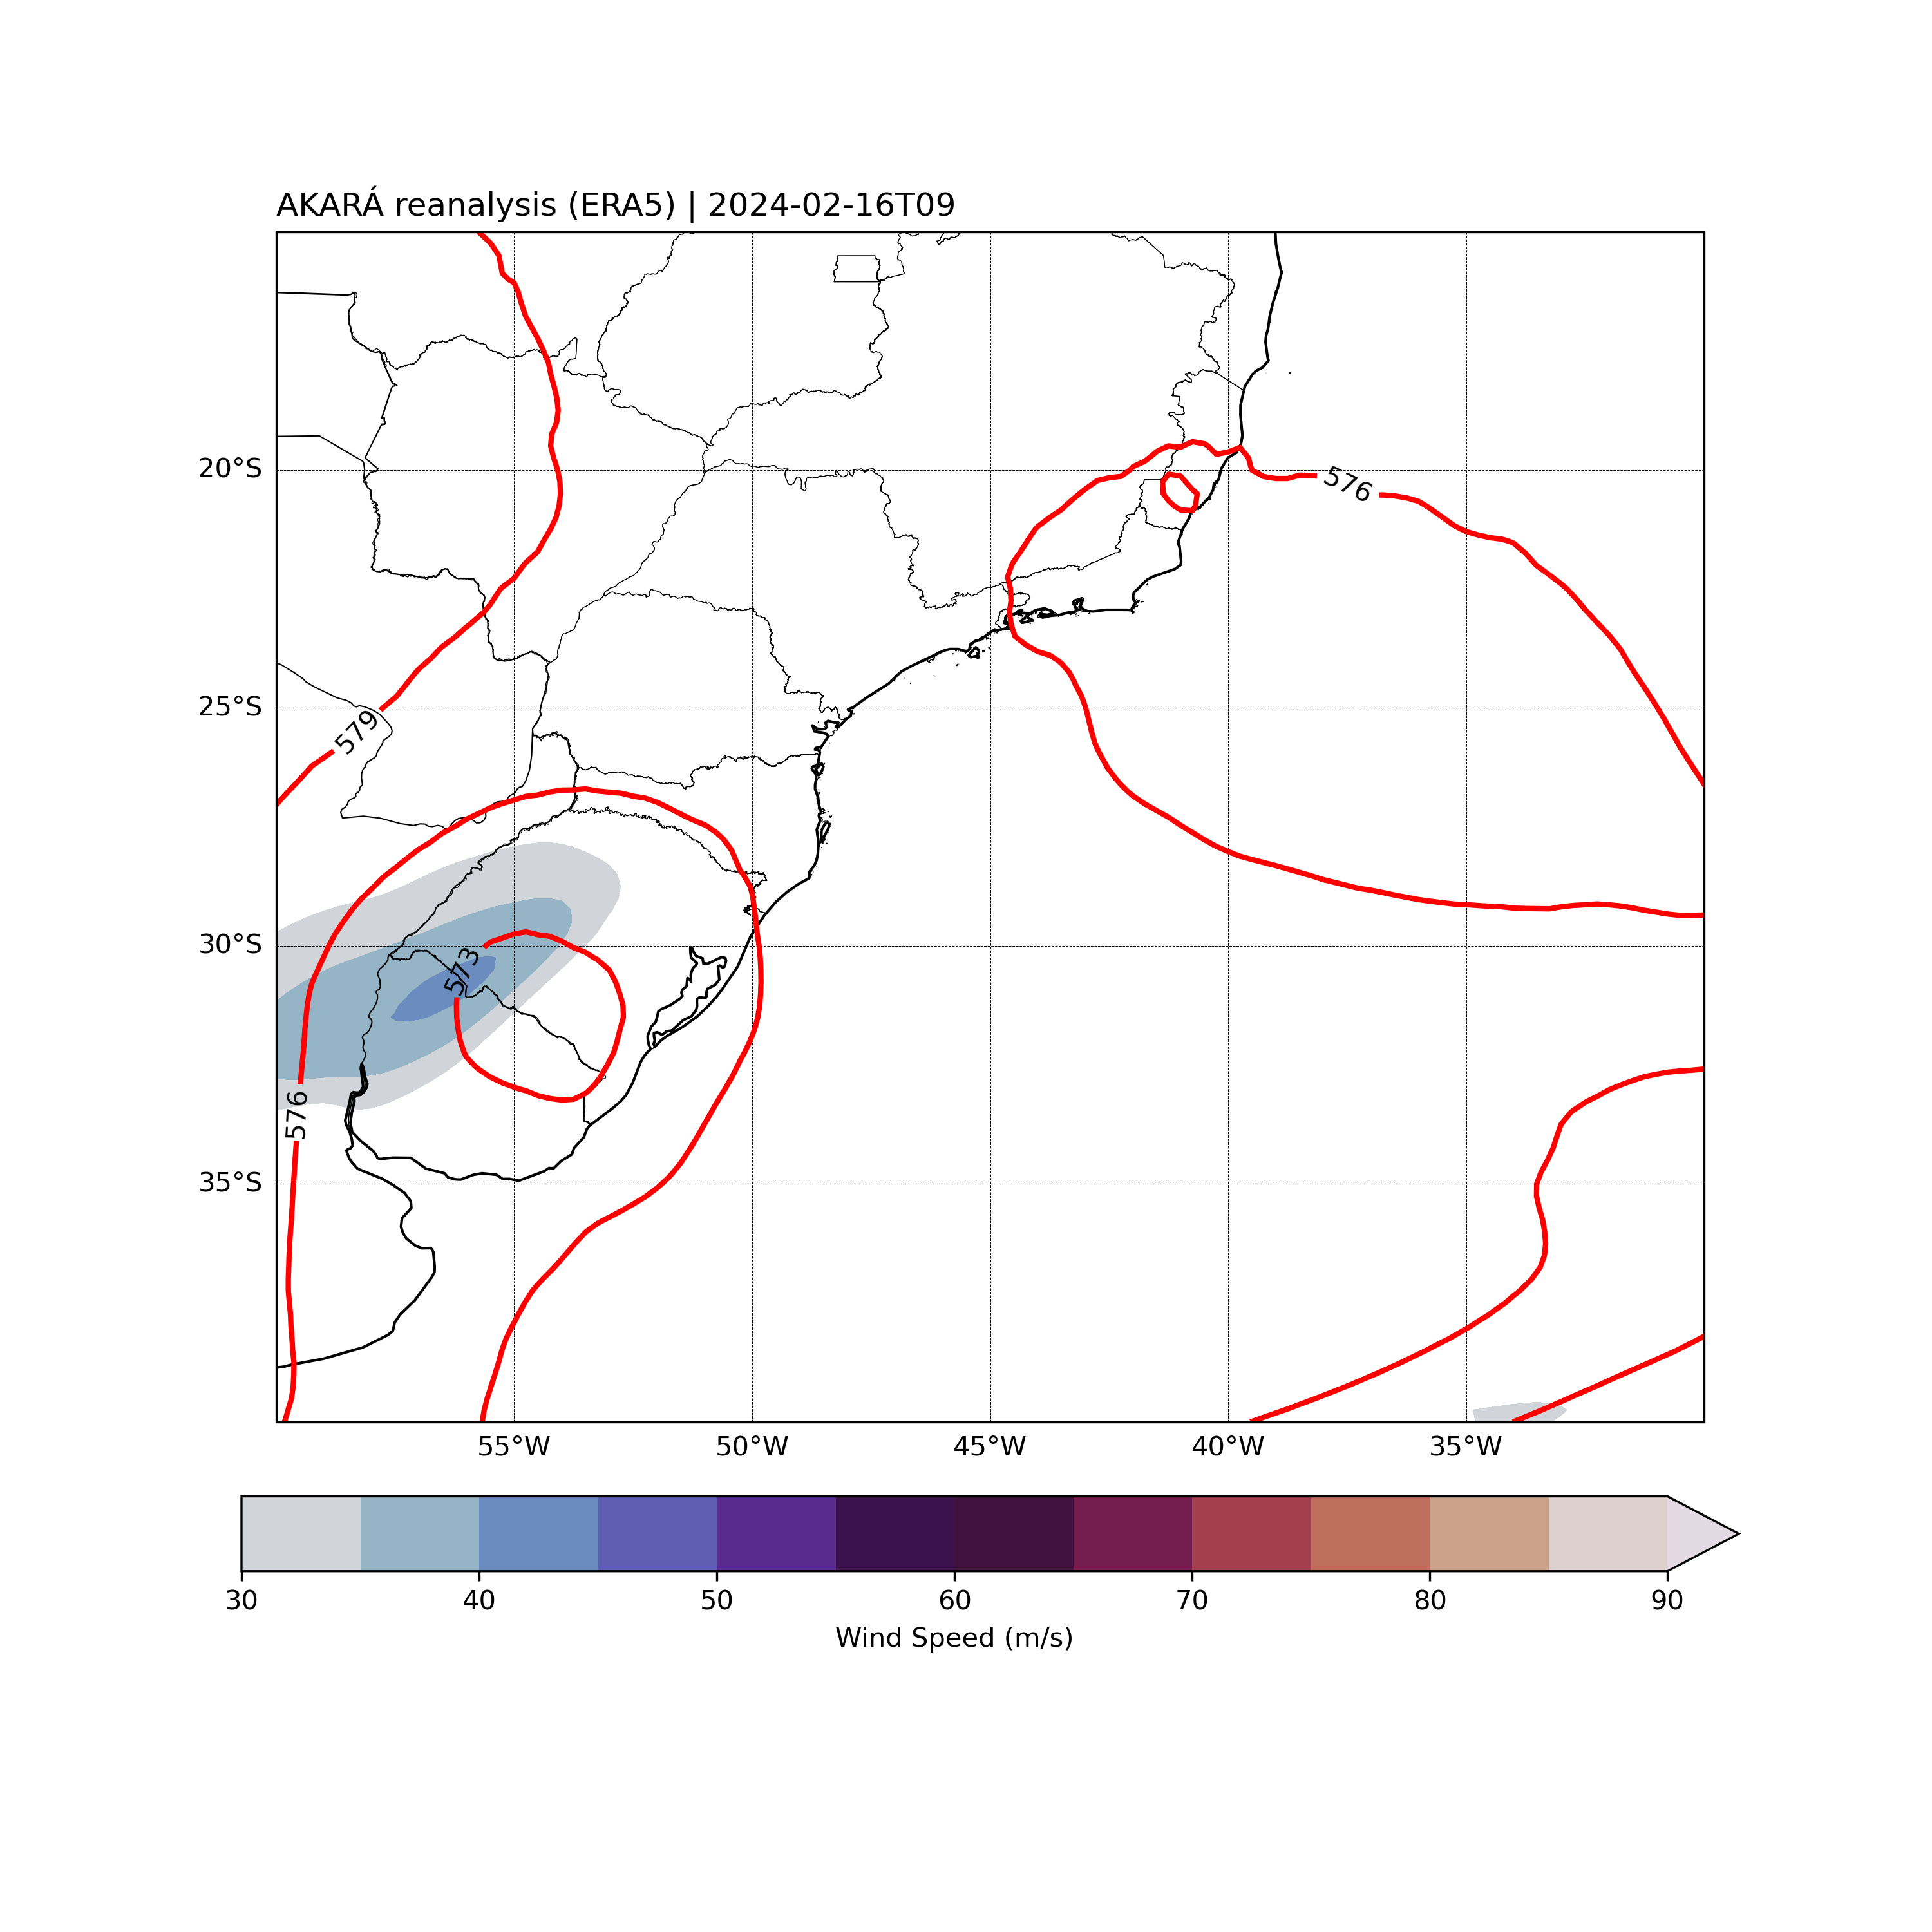 AKARÁ reanalysis (ERA5) | 2024-02-16T09
576
20°S
25°S
579
30°S
573
576
35°S
55°W 50°W 45°W 40°W 35°W
30 40 50 60 70 80 90
Wind Speed (m/s)